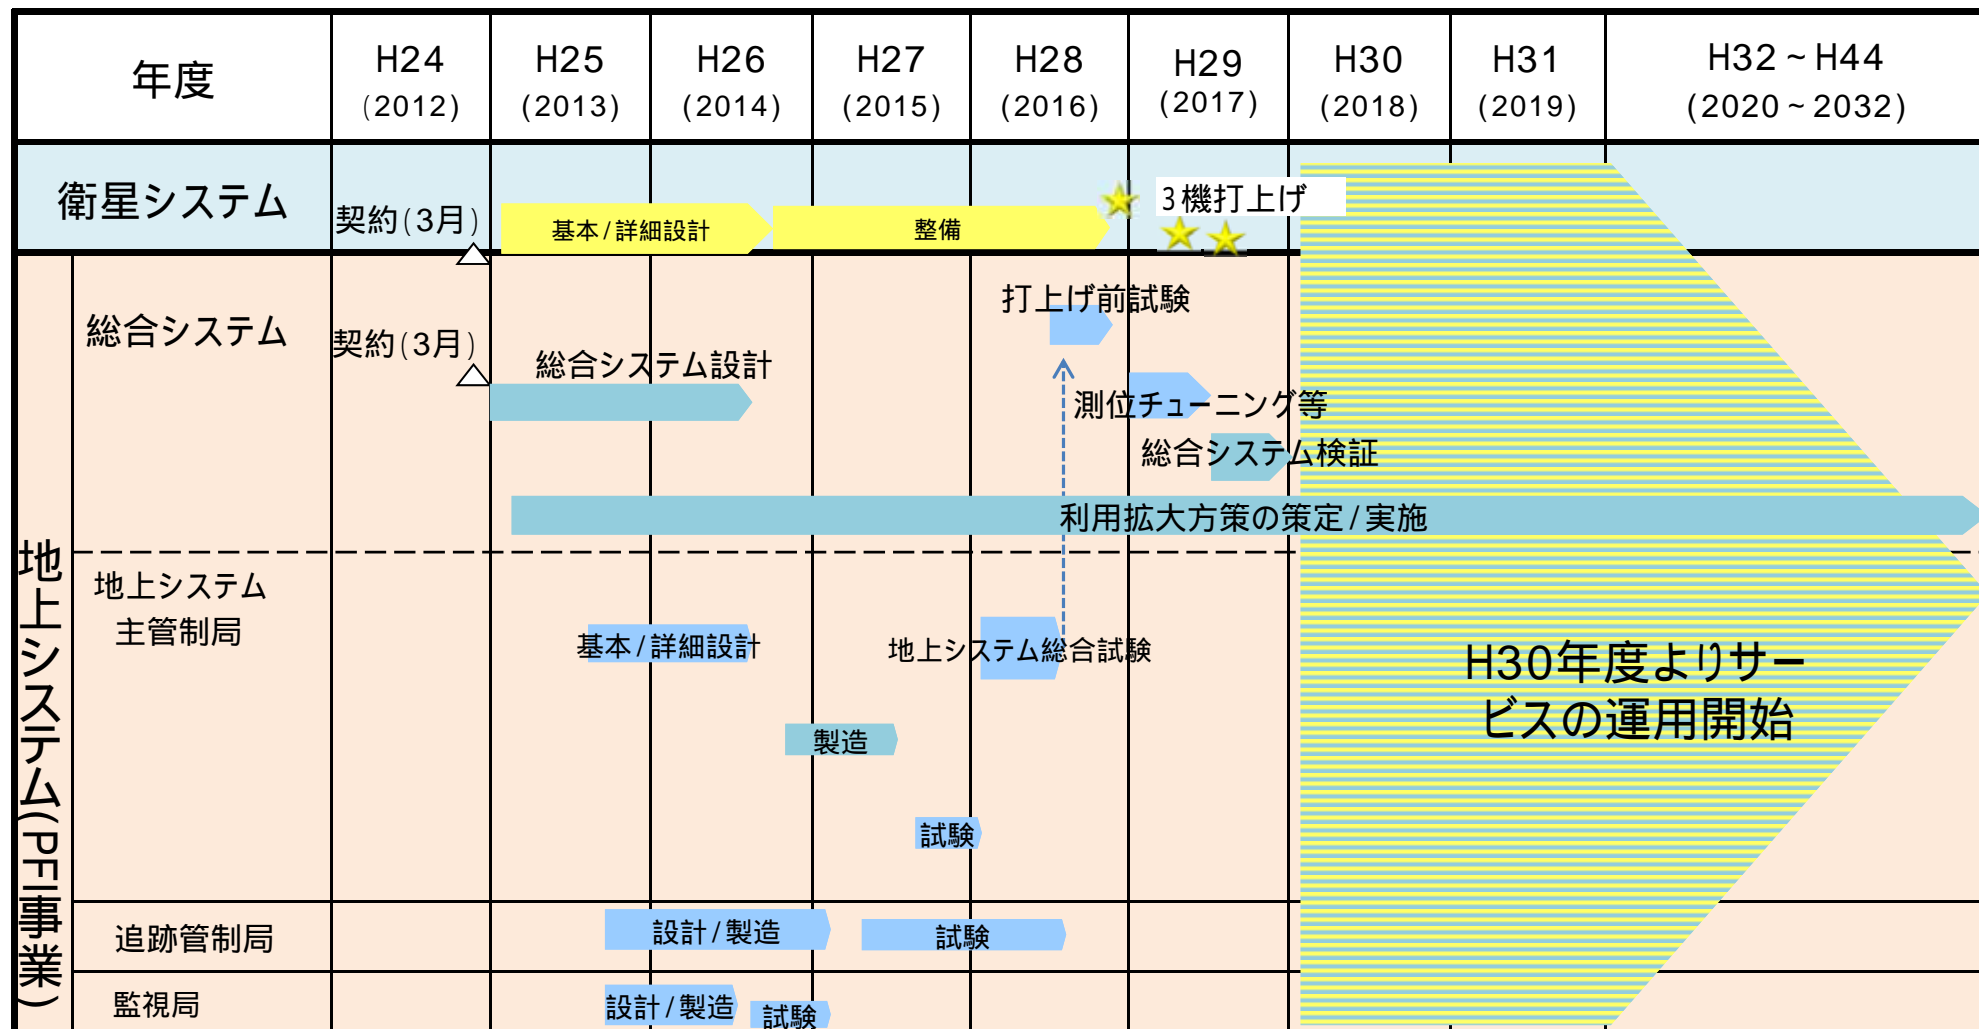 年度
H24
(2012)
H25
(2013)
H26
(2014)
H27
(2015)
H28
(2016)
H29
(2017)
H30
(2018)
H31
(2019)
H32～H44
(2020～2032)
衛星システム
契約(3月)
基本/詳細設計
整備
3機打上げ
地上システム(PFI事業)
総合システム
契約(3月)
総合システム設計
打上げ前試験
測位チューニング等
総合システム検証
利用拡大方策の策定/実施
地上システム
主管制局
基本/詳細設計
地上システム総合試験
製造
試験
H30年度よりサー
ビスの運用開始
追跡管制局
設計/製造
試験
監視局
設計/製造
試験